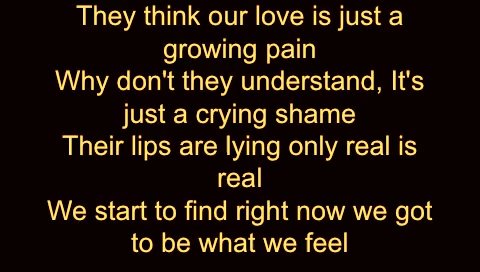 They think our love is just a
growing pain
Why don't they understand, It's
just a crying shame
Their lips are lying only real is
real
We start to find right now we got
to be what we feel